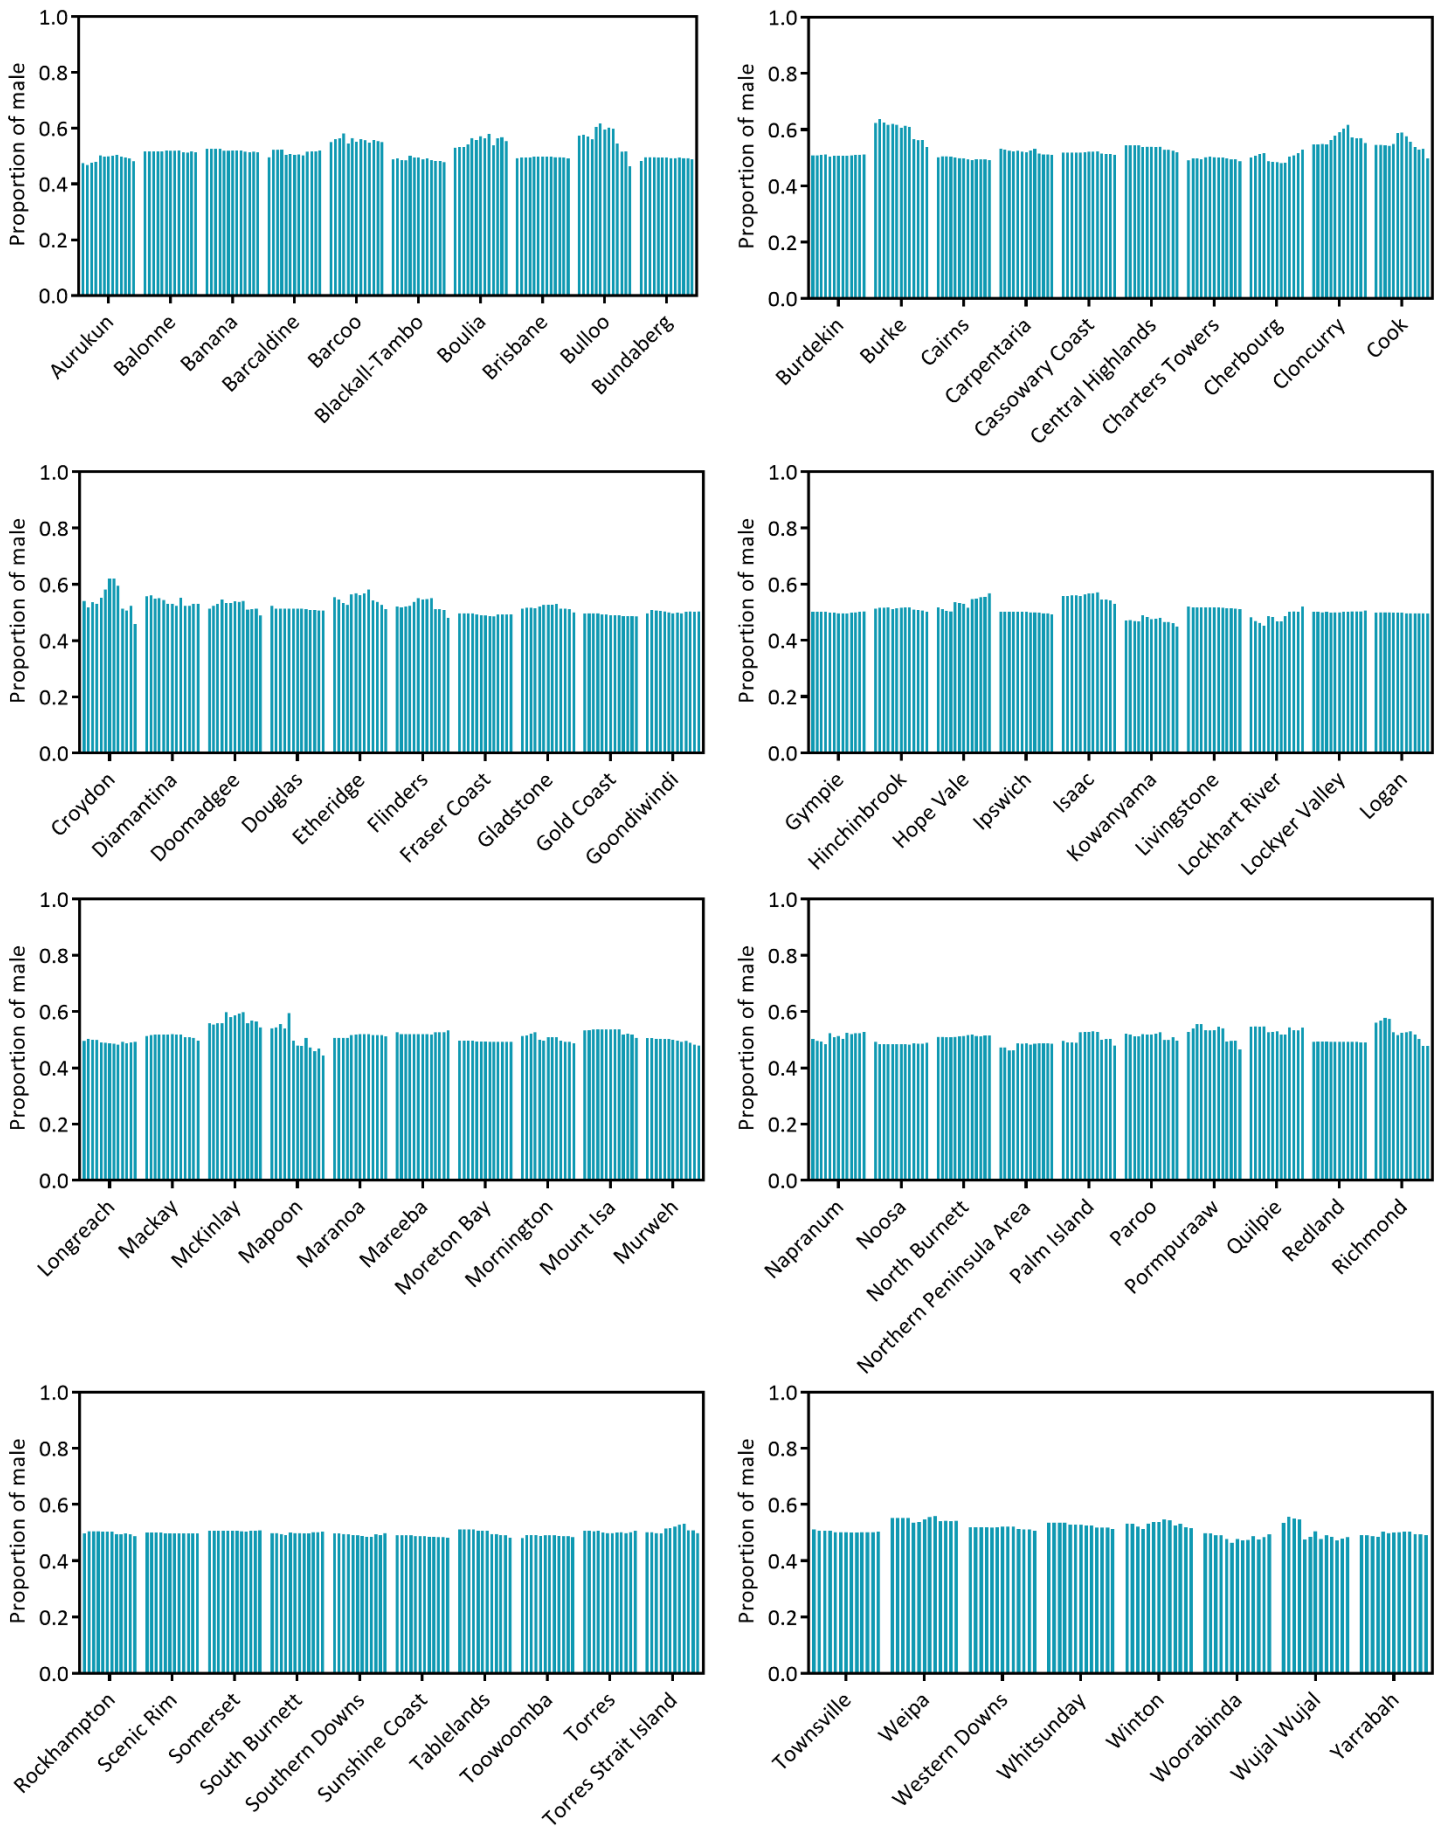 Proportion of male
1.0
0.8
0.6
0.4
0.2
0.0
Aurukun
Balonne
Banana
Barcaldine
Barcoo
Blackall-Tambo
Boulia
Brisbane
Bulloo
Bundaberg
Proportion of male
1.0
0.8
0.6
0.4
0.2
0.0
Burdekin
Burke
Cairns
Carpentaria
Cassowary Coast
Central Highlands
Charters Towers
Cherbourg
Cloncurry
Cook
Proportion of male
1.0
0.8
0.6
0.4
0.2
0.0
Croydon
Diamantina
Doomadgee
Douglas
Etheridge
Flinders
Fraser Coast
Gladstone
Gold Coast
Goondiwindi
Proportion of male
1.0
0.8
0.6
0.4
0.2
0.0
Gympie
Hinchinbrook
Hope Vale
Ipswich
Isaac
Kowanyama
Livingstone
Lockhart River
Lockyer Valley
Logan
Proportion of male
1.0
0.8
0.6
0.4
0.2
0.0
Longreach
Mackay
McKinlay
Mapoon
Maranoa
Mareeba
Moreton Bay
Mornington
Mount Isa
Murweh
Proportion of male
1.0
0.8
0.6
0.4
0.2
0.0
Napranum
Noosa
North Burnett
Northern Peninsula Area
Palm Island
Paroo
Pormpuraaw
Quilpie
Redland
Richmond
Proportion of male
1.0
0.8
0.6
0.4
0.2
0.0
Rockhampton
Scenic Rim
Somerset
South Burnett
Southern Downs
Sunshine Coast
Tablelands
Toowoomba
Torres
Torres Strait Island
Proportion of male
1.0
0.8
0.6
0.4
0.2
0.0
Townsville
Weipa
Western Downs
Whitsunday
Winton
Woorabinda
Wujal Wujal
Yarrabah